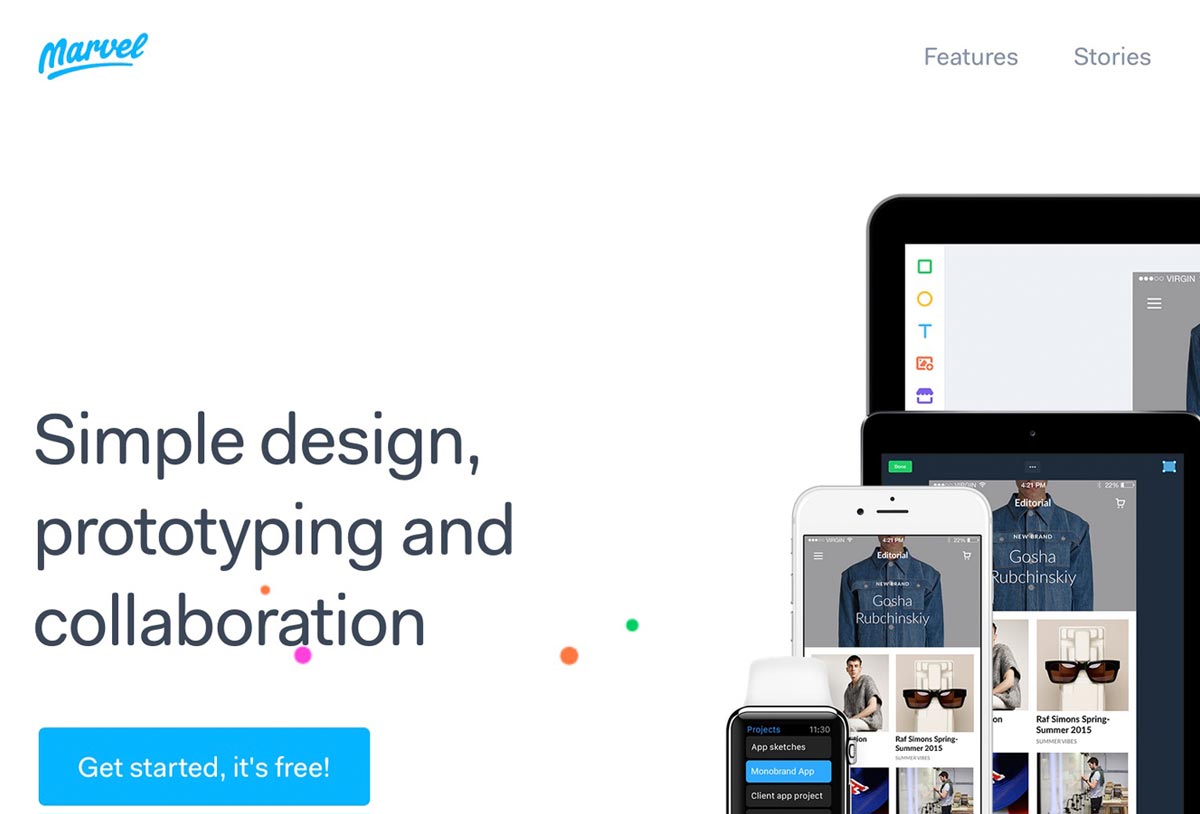 Marvel
Features
Stories
VIRGIN
Simple design,
prototyping and
collaboration
Get started, it's free!
Done
VIRGIN
4:21 PM
22%
Editorial
NEW BRAND
Gosha
Rubchinskiy
Raf Simons Spring-
Summer 2015
SUMMER VIBES
VIRGIN
4:21 PM
22%
Editorial
NEW BRAND
Gosha
Rubchinskiy
Raf Simons Spring-
Summer 2015
SUMMER VIBES
Projects
11:30
App sketches
Monobrand App
Client app project